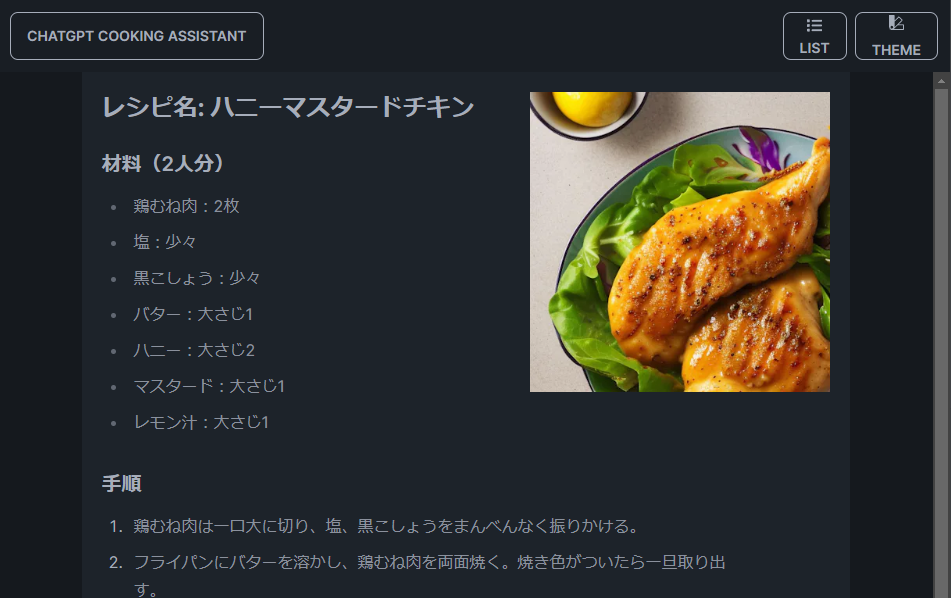 CHATGPT COOKING ASSISTANT
LIST
THEME
レシピ名: ハニーマスタードチキン
材料（2人分）
鶏むね肉：2枚
塩：少々
黒こしょう：少々
バター：大さじ1
ハニー：大さじ2
マスタード：大さじ1
レモン汁：大さじ1
手順
1. 鶏むね肉は一口大に切り、塩、黒こしょうをまんべんなく振りかける。
2. フライパンにバターを溶かし、鶏むね肉を両面焼く。焼き色がついたら一旦取り出
す。